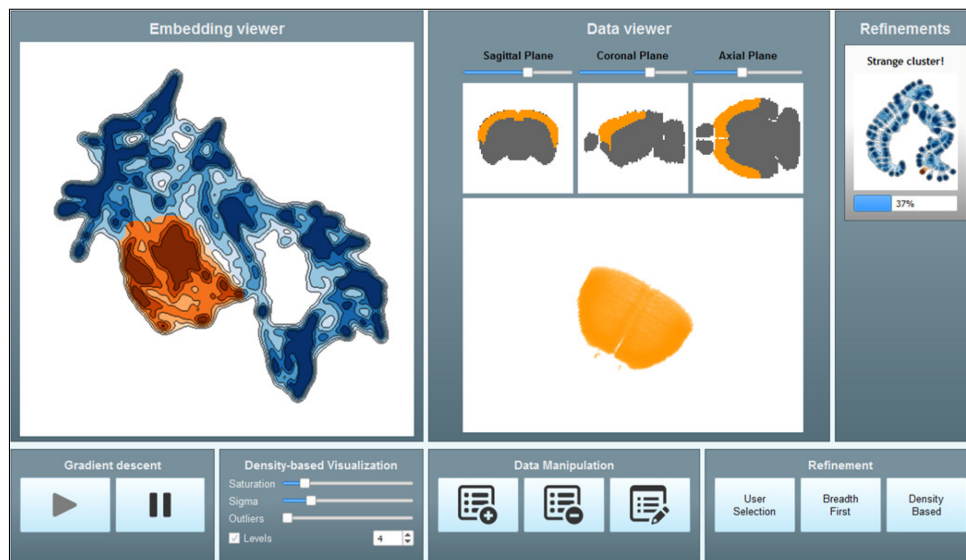 Embedding viewer
Data viewer
Refinements
Sagittal Plane
Coronal Plane
Axial Plane
Strange cluster!
37%
Gradient descent
Density-based Visualization
Saturation
Sigma
Outliers
Levels
4
Data Manipulation
Refinement
User
Selection
Breadth
First
Density
Based